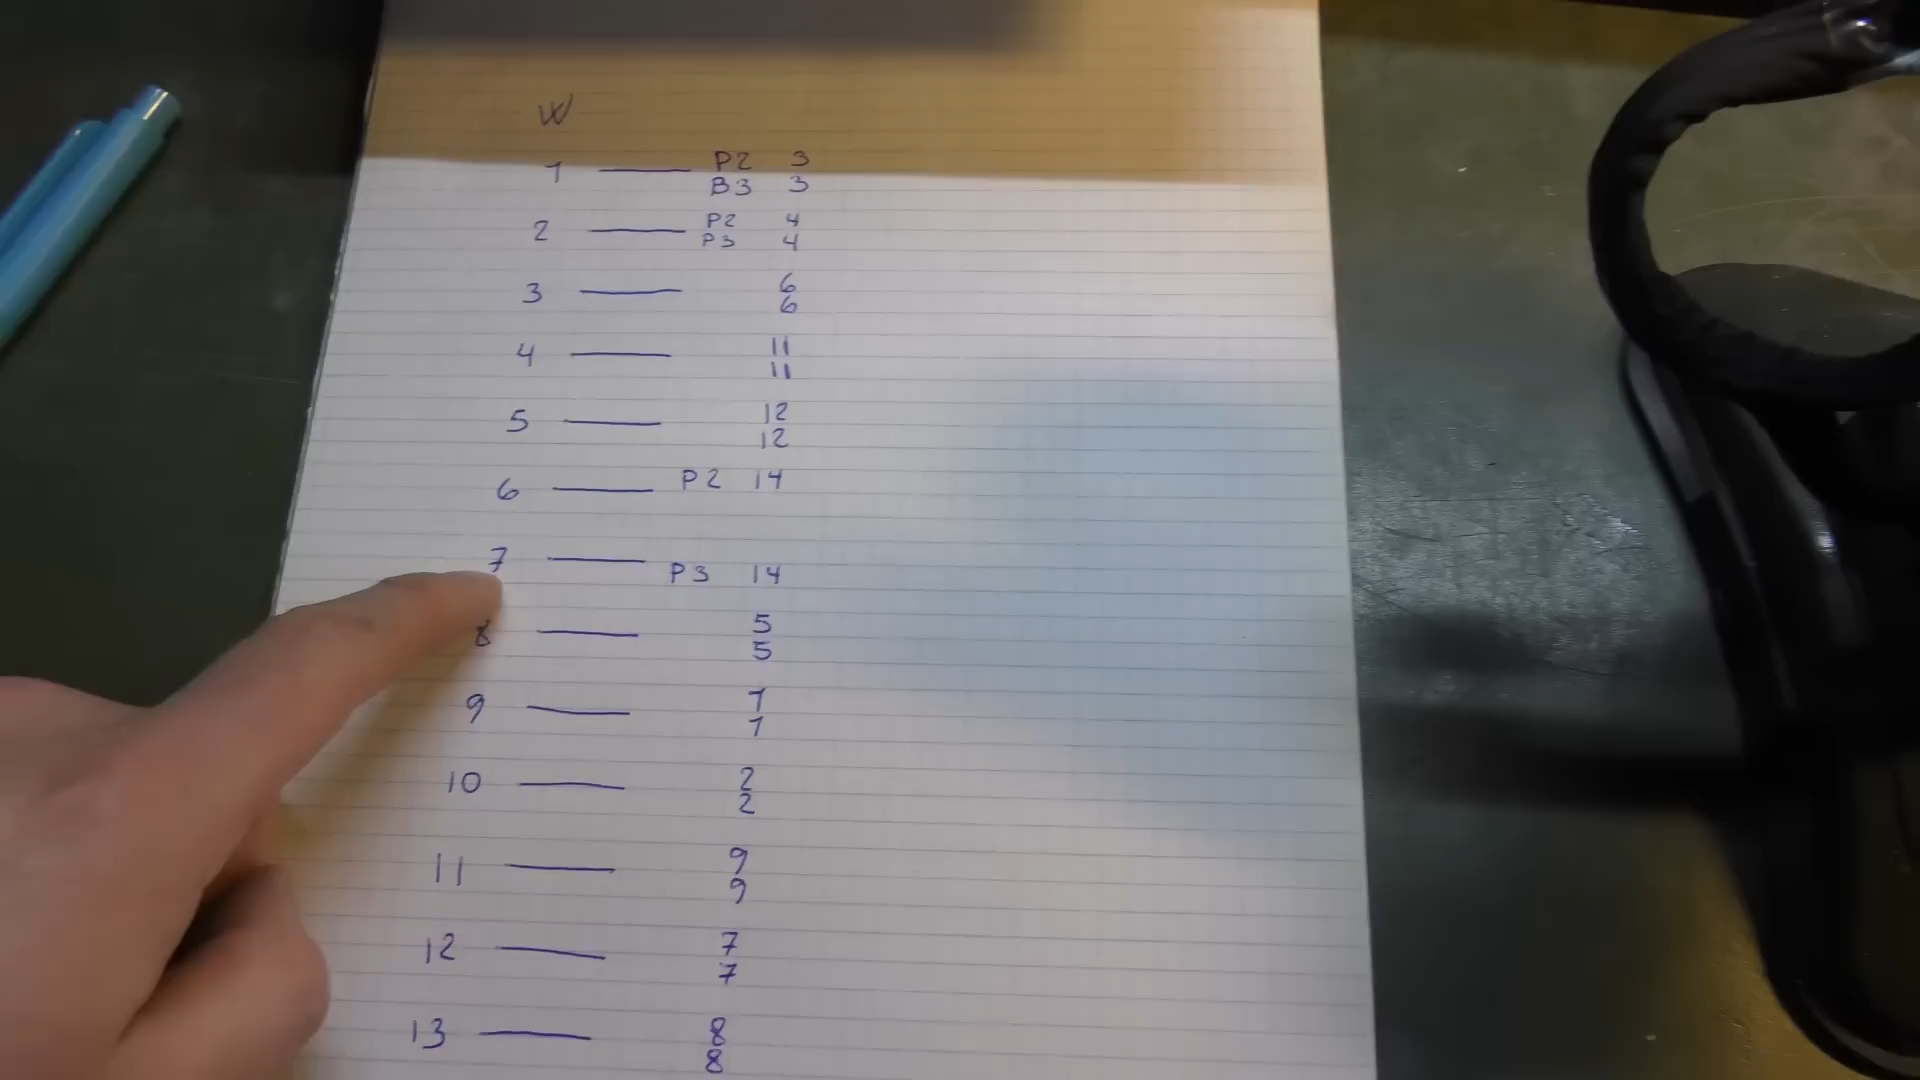 W
1 — P2 3
B3 3
2 — P2 4
P3 4
3 — 6
6
4 — 11
11
5 — 12
12
6 — P2 14
7 — P3 14
8 — 5
5
9 — 1
1
10 — 2
2
11 — 9
9
12 — 7
7
13 — 8
8